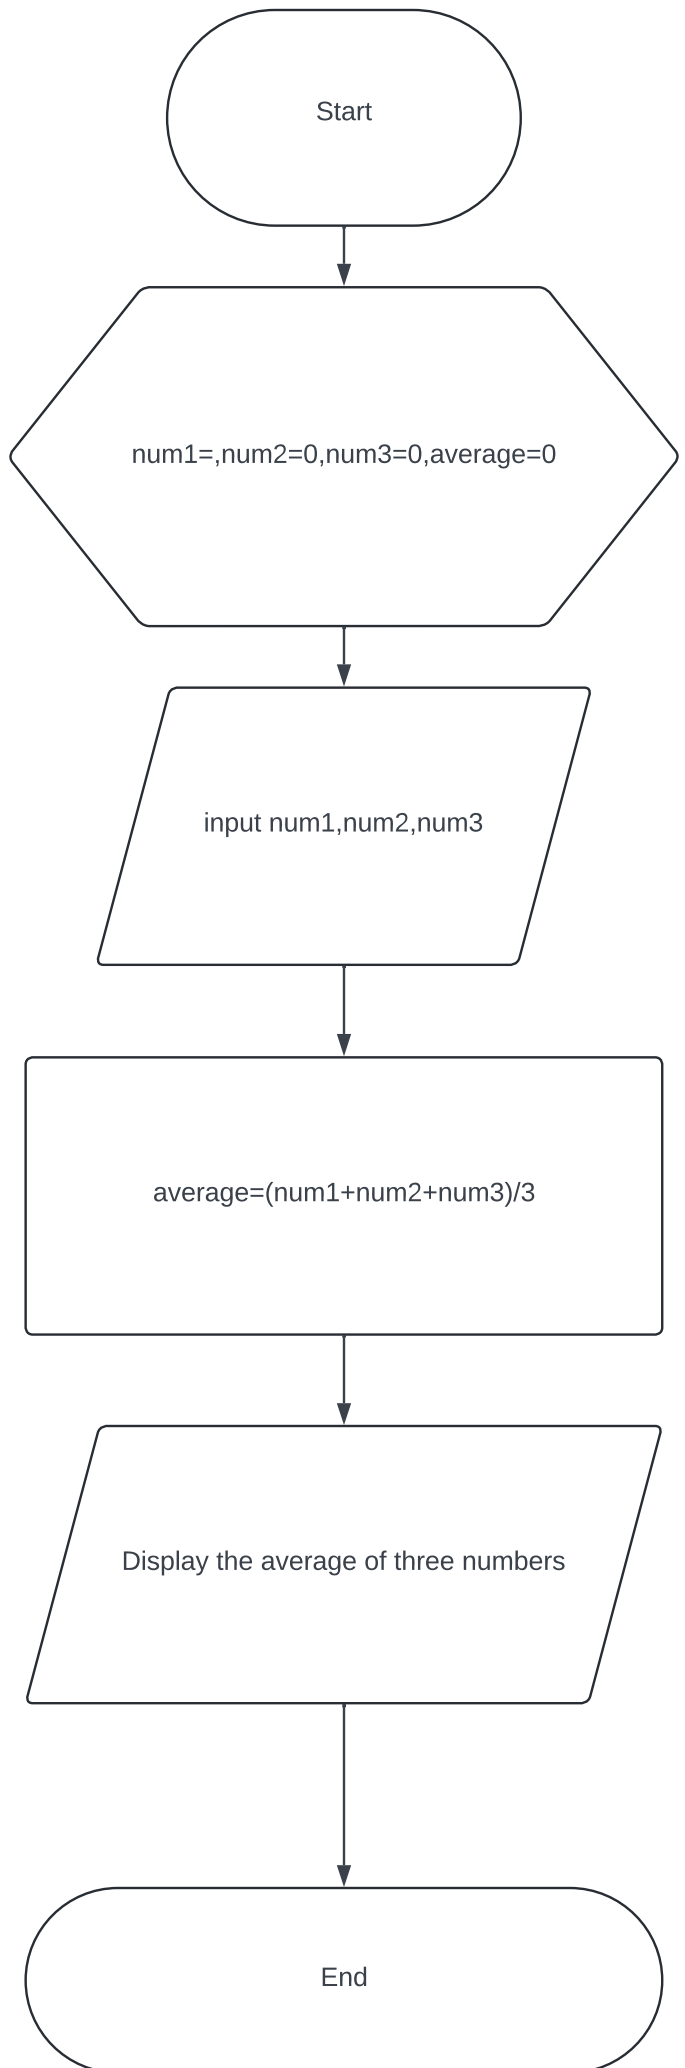 Start
num1=,num2=0,num3=0,average=0
input num1,num2,num3
average=(num1+num2+num3)/3
Display the average of three numbers
End